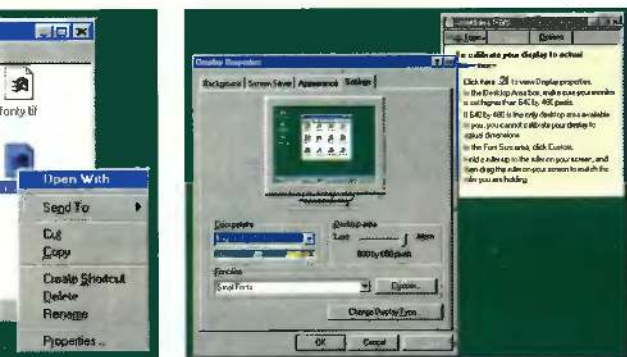 fonty.tif
Open With
Send To
Cut
Copy
Create Shortcut
Delete
Rename
Properties...
Display Properties
Background
Screen Saver
Appearance
Settings
Color palette
Desktop area
Less
More
800 by 600 pixels
Font size
Small Fonts
Custom...
Change Display Type...
OK
Cancel
Options
To calibrate your display to actual
Click here to view Display properties.
In the Desktop Area box, make sure your monitor
is set higher than 640 by 480 pixels.
If 640 by 480 is the only desktop area available
to you, you cannot calibrate your display to
actual dimensions.
In the Font Size area, click Custom.
Hold a ruler up to the ruler on your screen, and
then drag the ruler on your screen to match the
ruler you are holding.